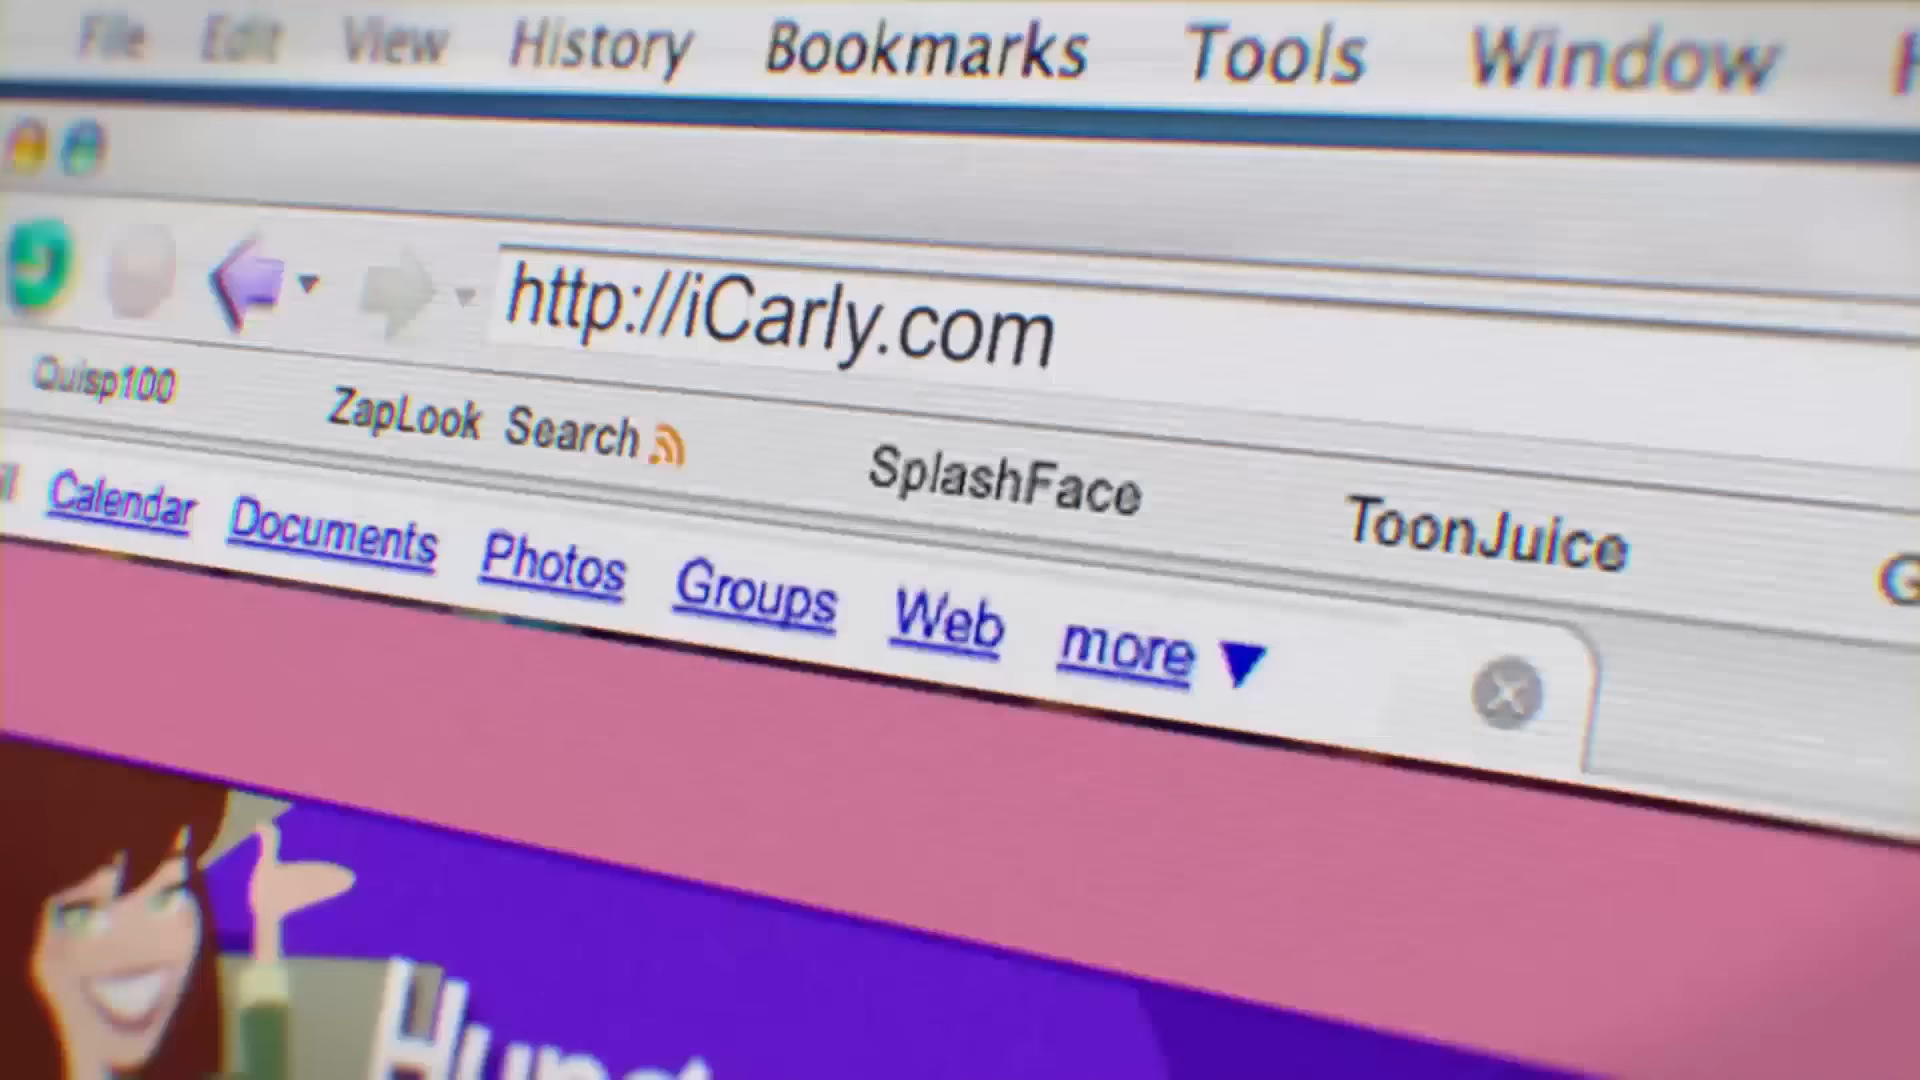 File Edit View History Bookmarks Tools Window
http://iCarly.com
Quisp100 ZapLook Search SplashFace ToonJuice
Calendar Documents Photos Groups Web more